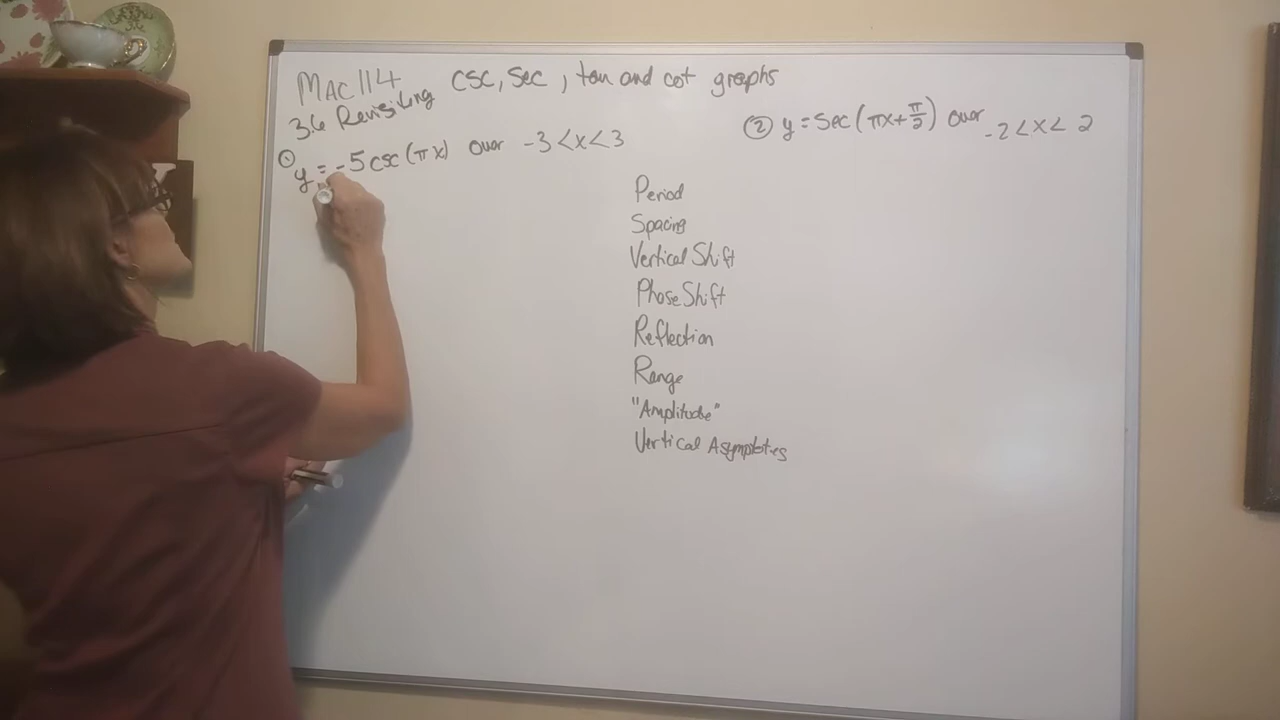 MAC 114 csc, sec, tan and cot graphs
3.6 Revisiting
① y = -5 csc (πx) over -3 < x < 3
② y = sec (πx + π/2) over -2 < x < 2
Period
Spacing
Vertical Shift
Phase Shift
Reflection
Range
"Amplitude"
Vertical Asymptotes